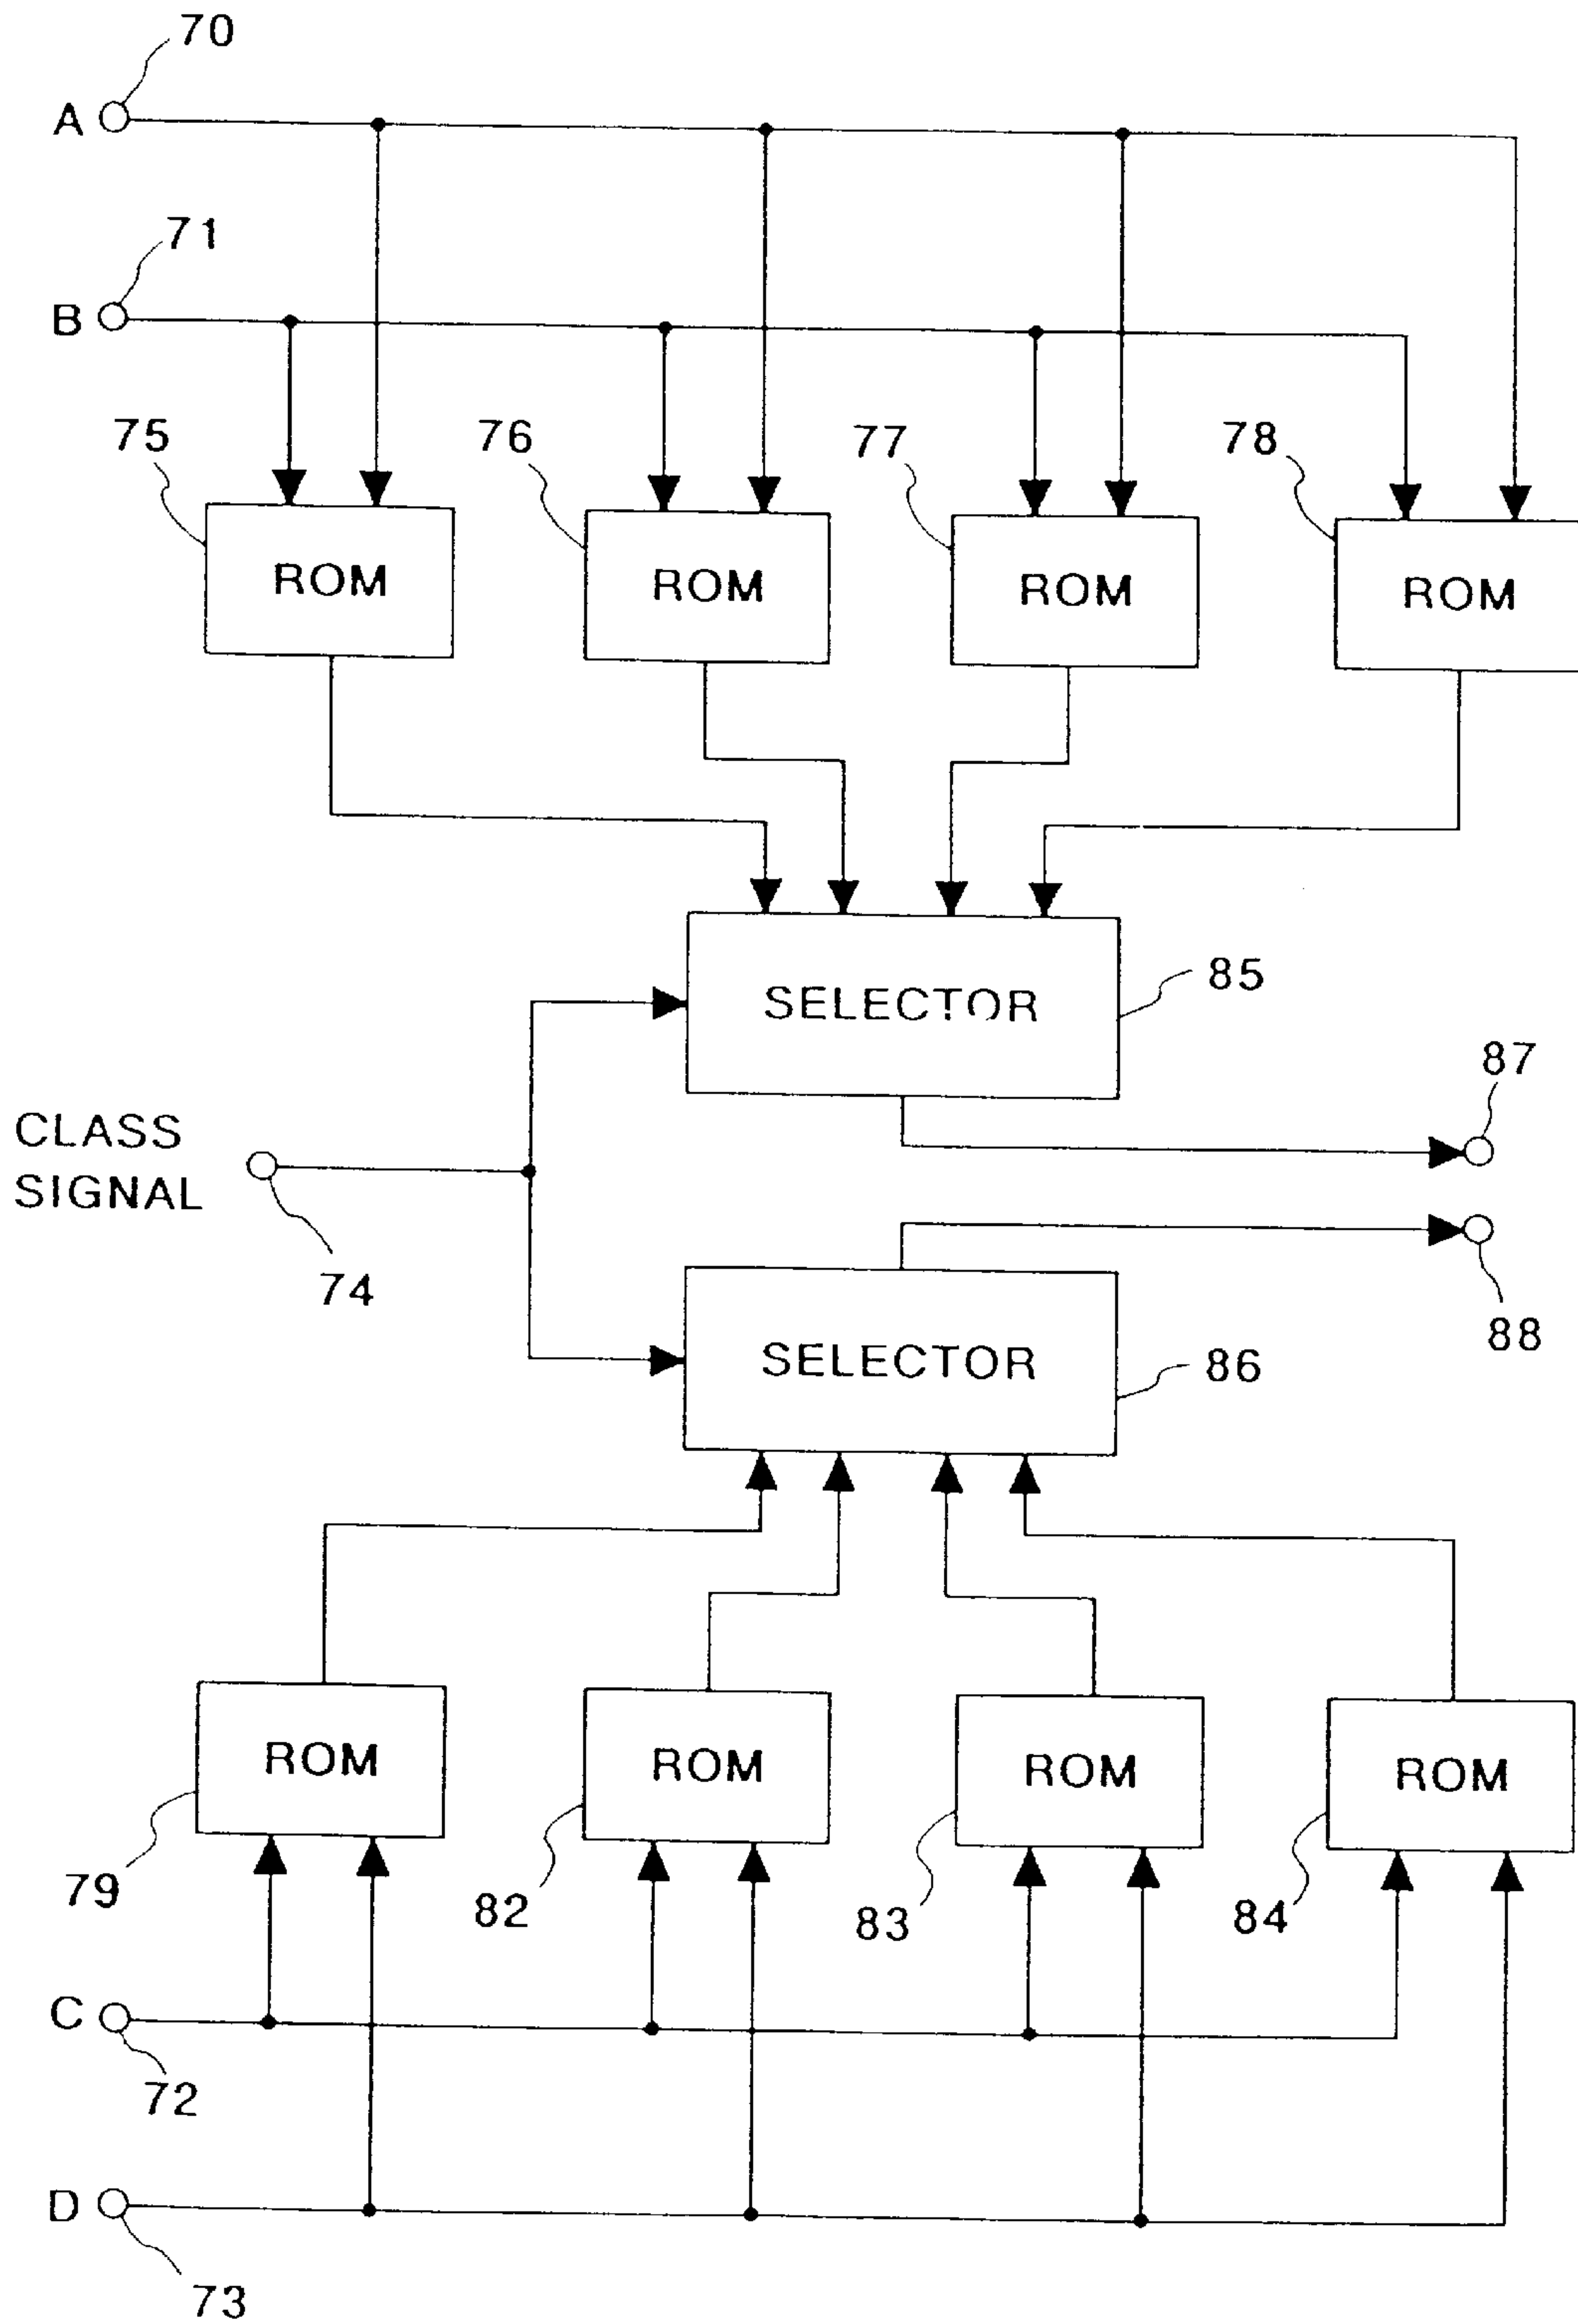 70
A
71
B
75
76
77
78
ROM
ROM
ROM
ROM
SELECTOR
85
87
CLASS
SIGNAL
74
88
SELECTOR
86
ROM
ROM
ROM
ROM
79
82
83
84
C
72
D
73